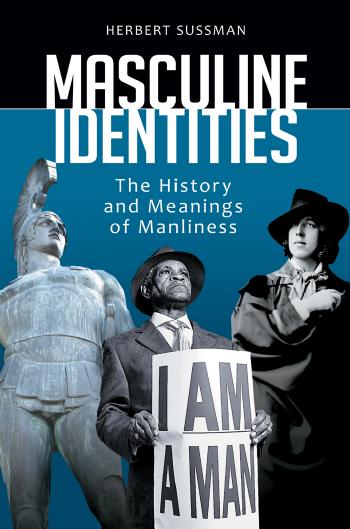 HERBERT SUSSMAN
MASCULINE
IDENTITIES
The History
and Meanings
of Manliness
I AM
A MAN